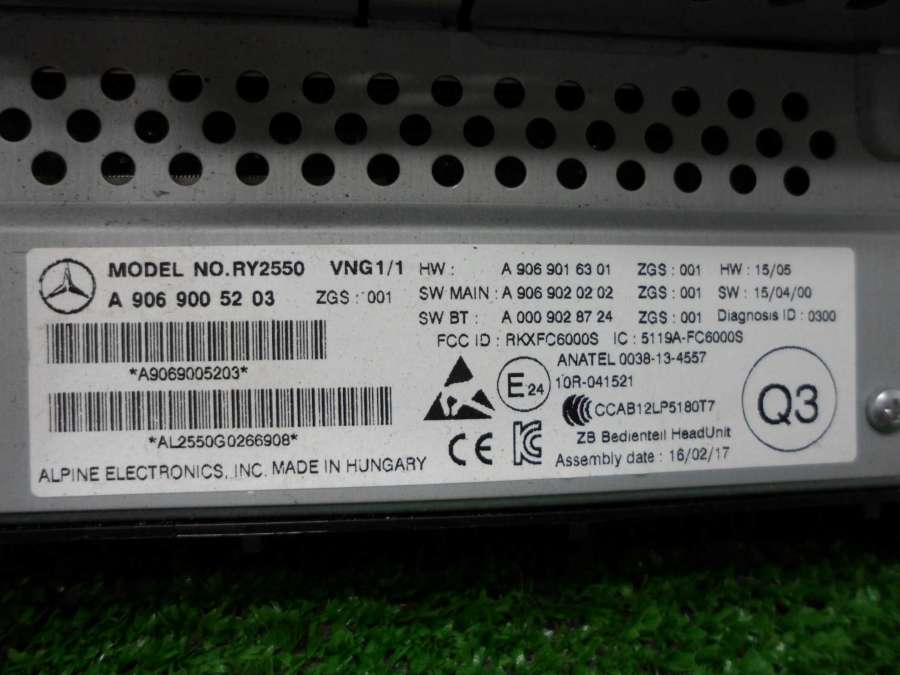 MODEL NO.RY2550 VNG1/1
A 906 900 52 03 ZGS : 001
*A9069005203*
*AL2550G0266908*
ALPINE ELECTRONICS, INC. MADE IN HUNGARY
HW : A 906 901 63 01 ZGS : 001 HW : 15/05
SW MAIN : A 906 902 02 02 ZGS : 001 SW : 15/04/00
SW BT : A 000 902 87 24 ZGS : 001 Diagnosis ID : 0300
FCC ID : RKXFC6000S IC : 5119A-FC6000S
ANATEL 0038-13-4557
E24 10R-041521
CCAB12LP5180T7
ZB Bedienteil HeadUnit
CE Assembly date : 16/02/17
Q3